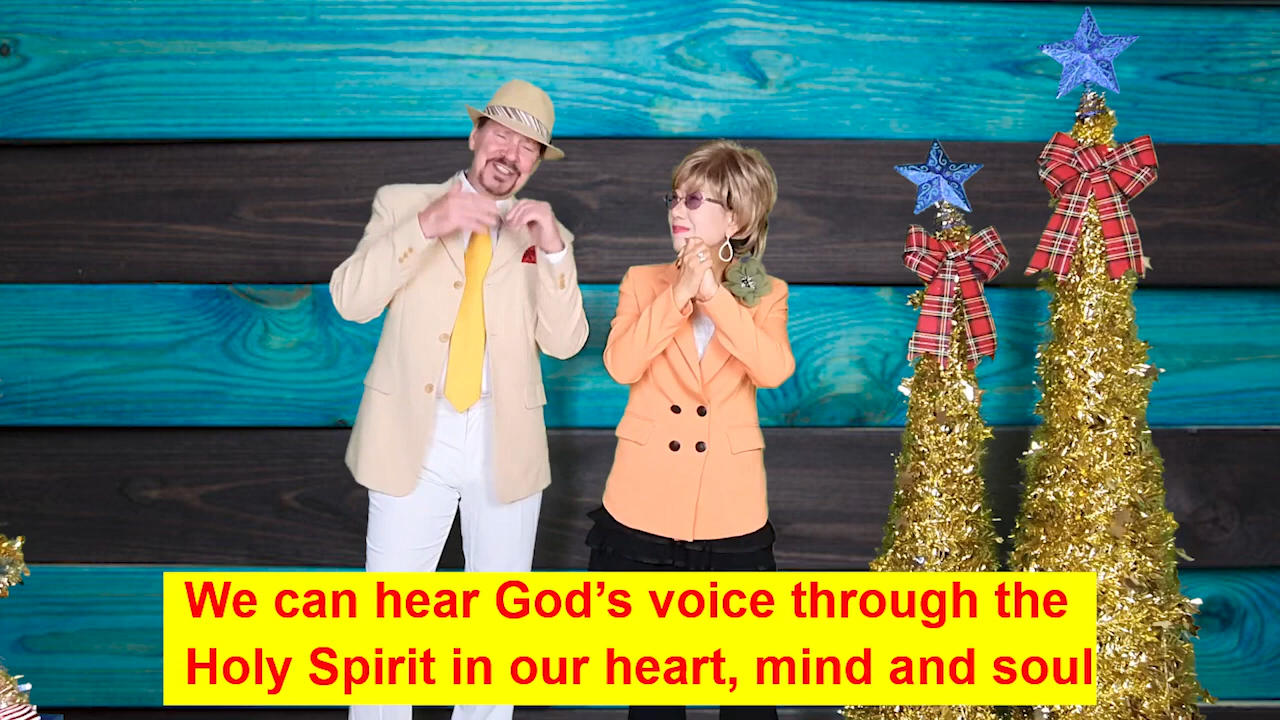 We can hear God’s voice through the
Holy Spirit in our heart, mind and soul